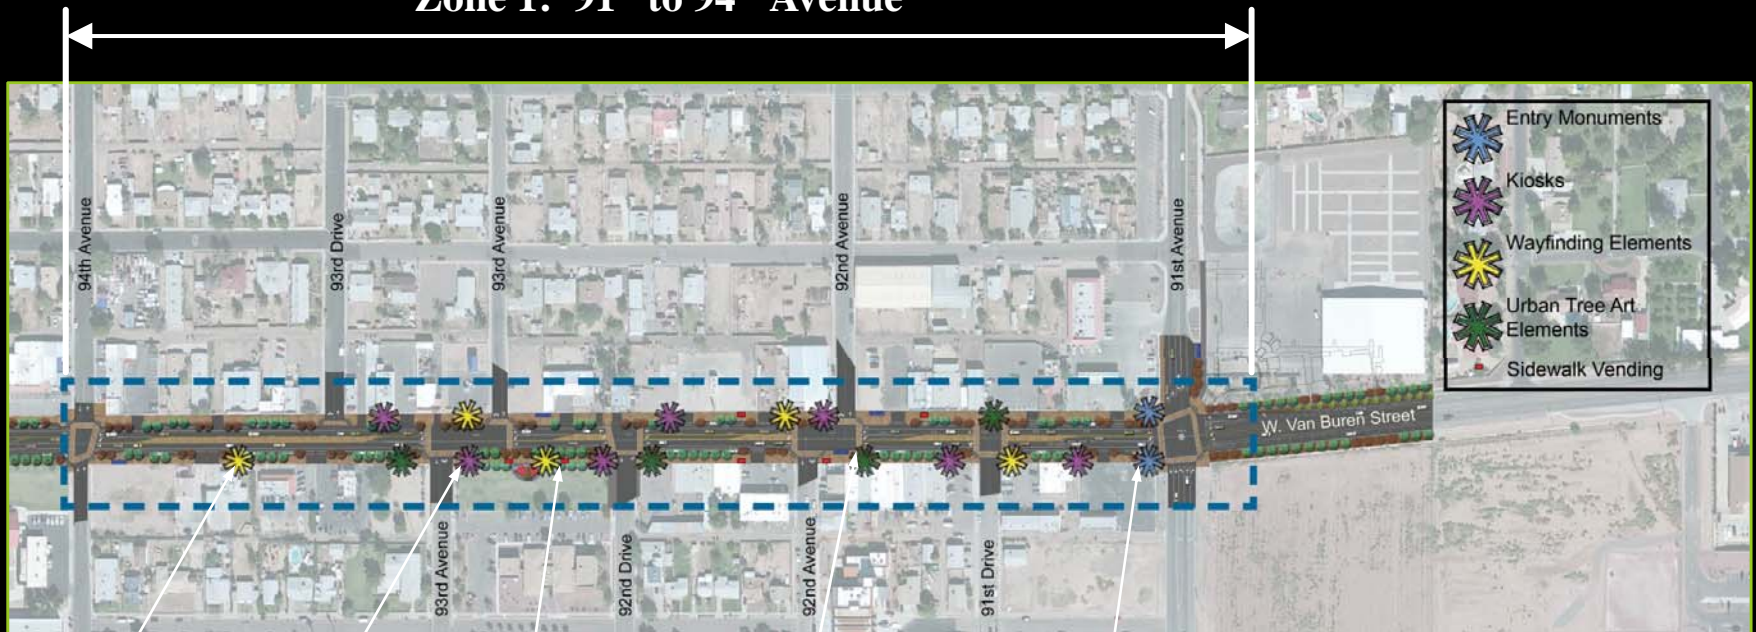 Zone 1: 91 to 94 Avenue
Entry Monuments
Kiosks
Wayfinding Elements
Urban Tree Art
Elements
Sidewalk Vending
94th Avenue
93rd Drive
93rd Avenue
92nd Avenue
91st Avenue
W. Van Buren Street
93rd Avenue
92nd Drive
92nd Avenue
91st Drive